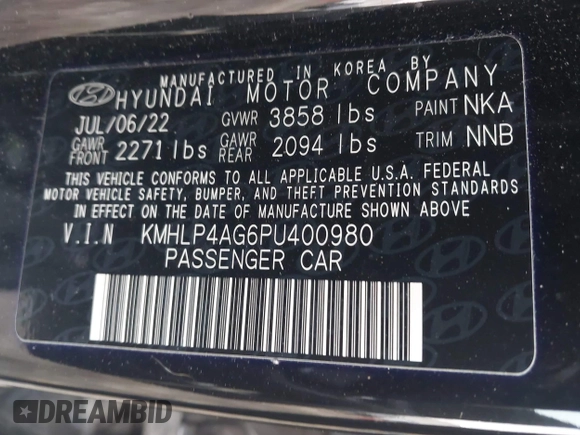 MANUFACTURED IN KOREA BY
HYUNDAI MOTOR COMPANY
JUL/06/22 GVWR 3858 lbs PAINT NKA
GAWR FRONT 2271 lbs GAWR REAR 2094 lbs TRIM NNB
THIS VEHICLE CONFORMS TO ALL APPLICABLE U.S.A. FEDERAL
MOTOR VEHICLE SAFETY, BUMPER, AND THEFT PREVENTION STANDARDS
IN EFFECT ON THE DATE OF MANUFACTURE SHOWN ABOVE
V.I.N KMHLP4AG6PU400980
PASSENGER CAR
DREAMBID